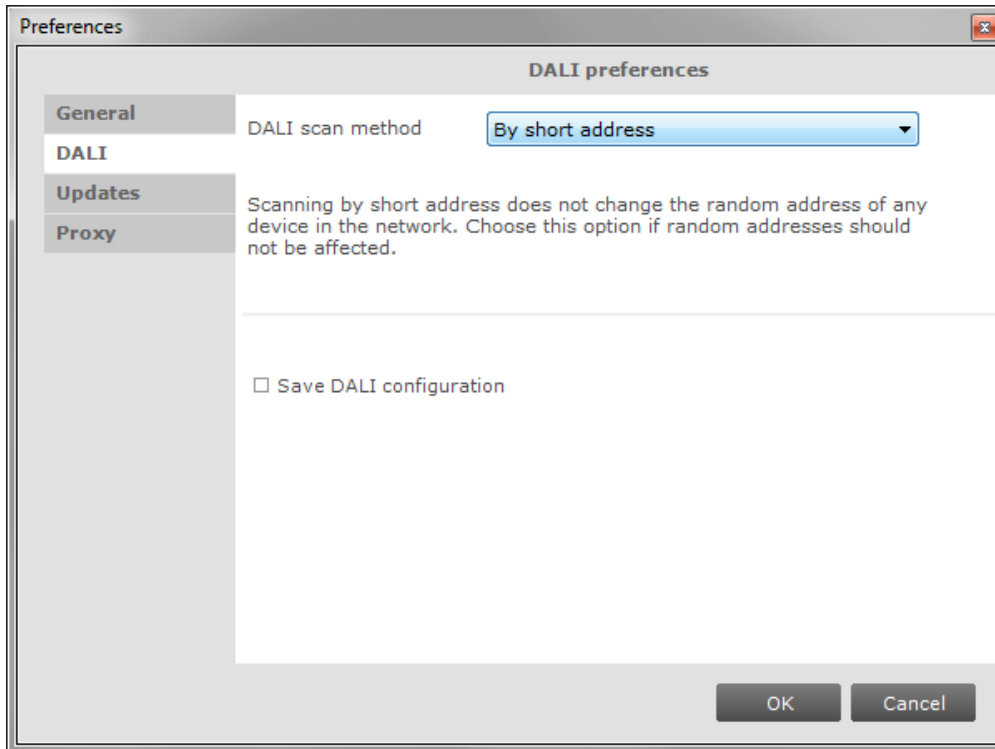 Preferences
DALI preferences
General
DALI
Updates
Proxy
DALI scan method
By short address
Scanning by short address does not change the random address of any
device in the network. Choose this option if random addresses should
not be affected.
Save DALI configuration
OK
Cancel